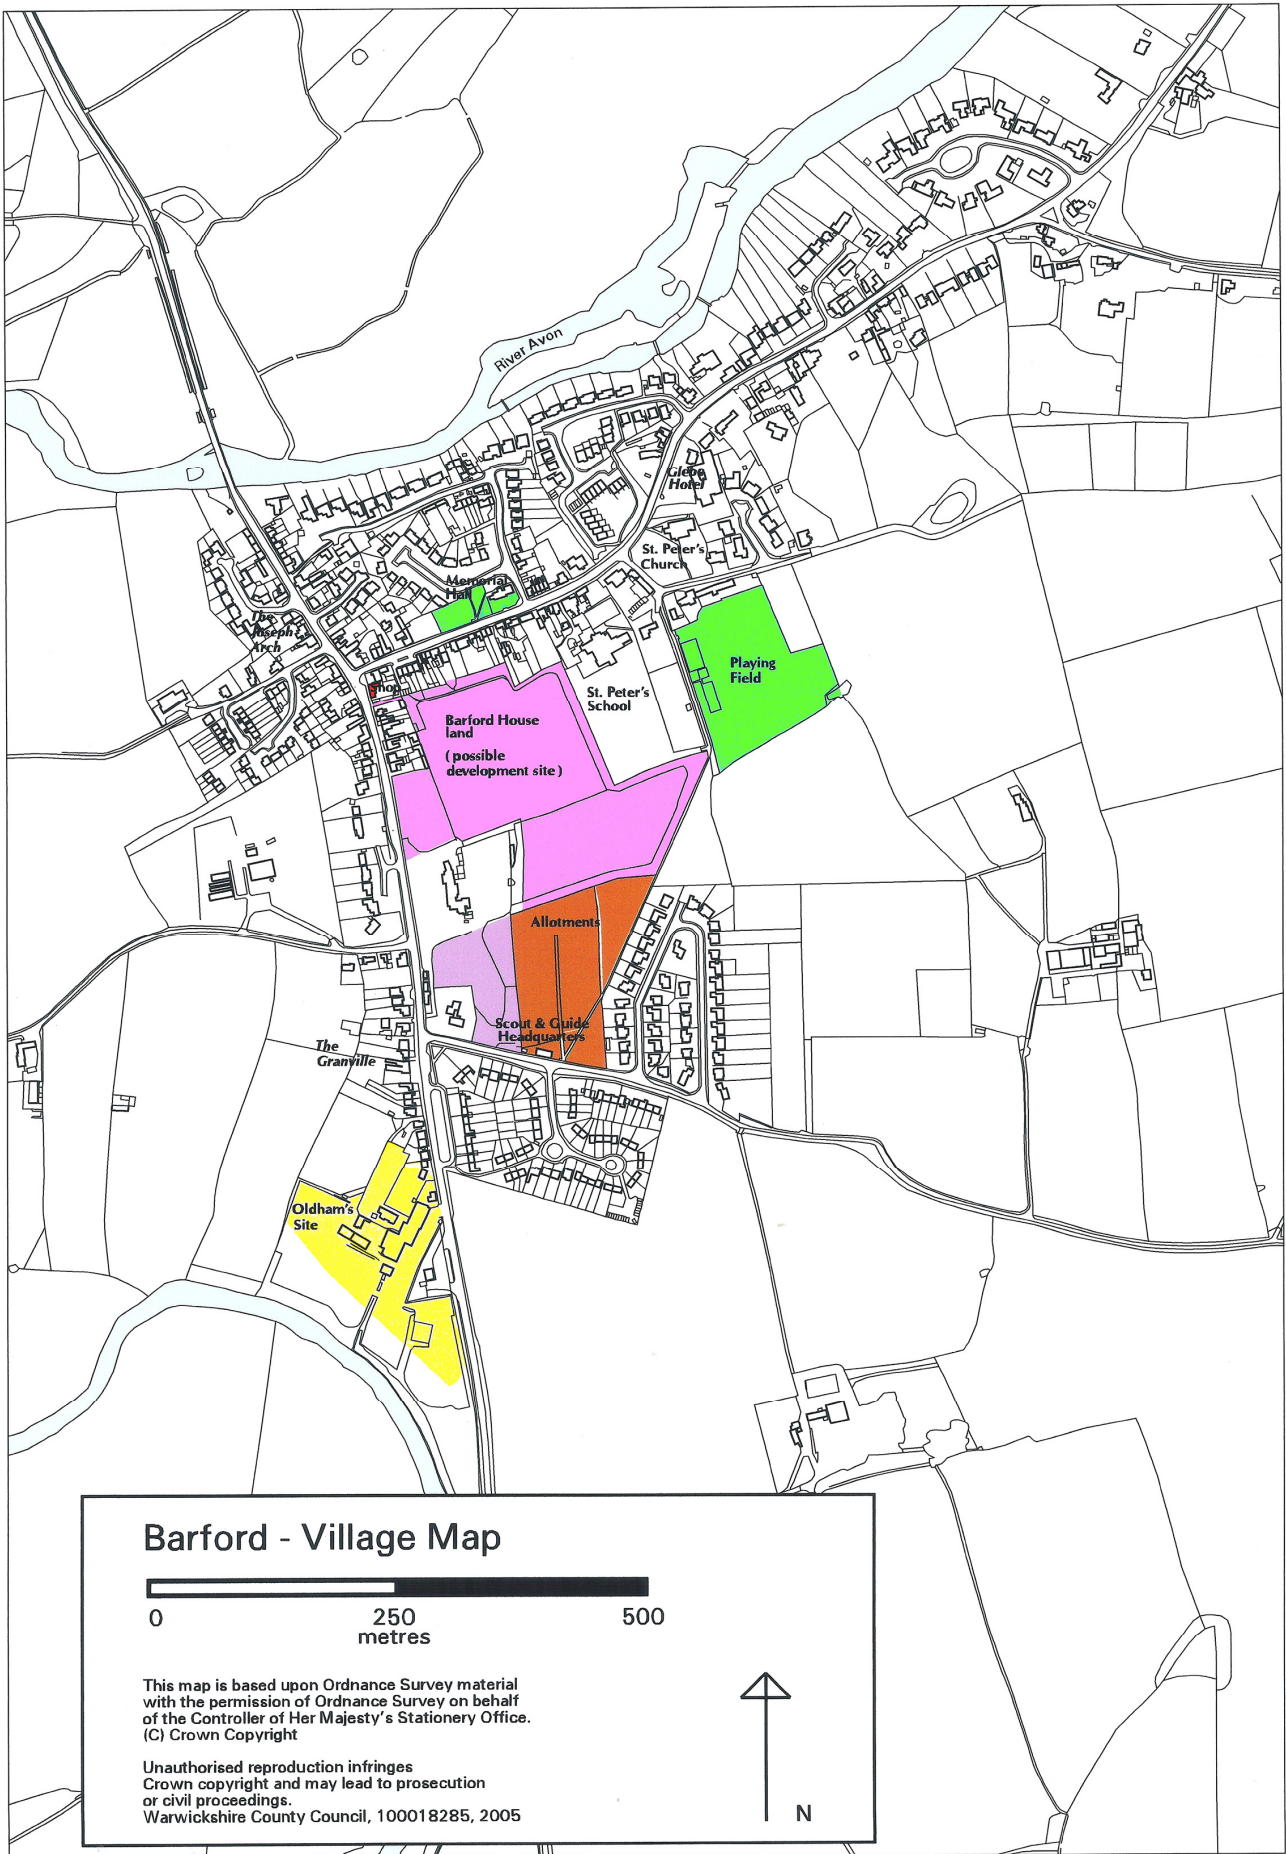 River Avon
Glebe
Hotel
St. Peter's
Church
Memorial
Hall
The
Joseph
Arch
Playing
Field
Shop
St. Peter's
School
Barford House
land
( possible
development site )
Allotments
Scout & Guide
Headquarters
The
Granville
Oldham's
Site
Barford - Village Map
0 250 500
metres
This map is based upon Ordnance Survey material
with the permission of Ordnance Survey on behalf
of the Controller of Her Majesty's Stationery Office.
(C) Crown Copyright
Unauthorised reproduction infringes
Crown copyright and may lead to prosecution
or civil proceedings.
Warwickshire County Council, 100018285, 2005
N